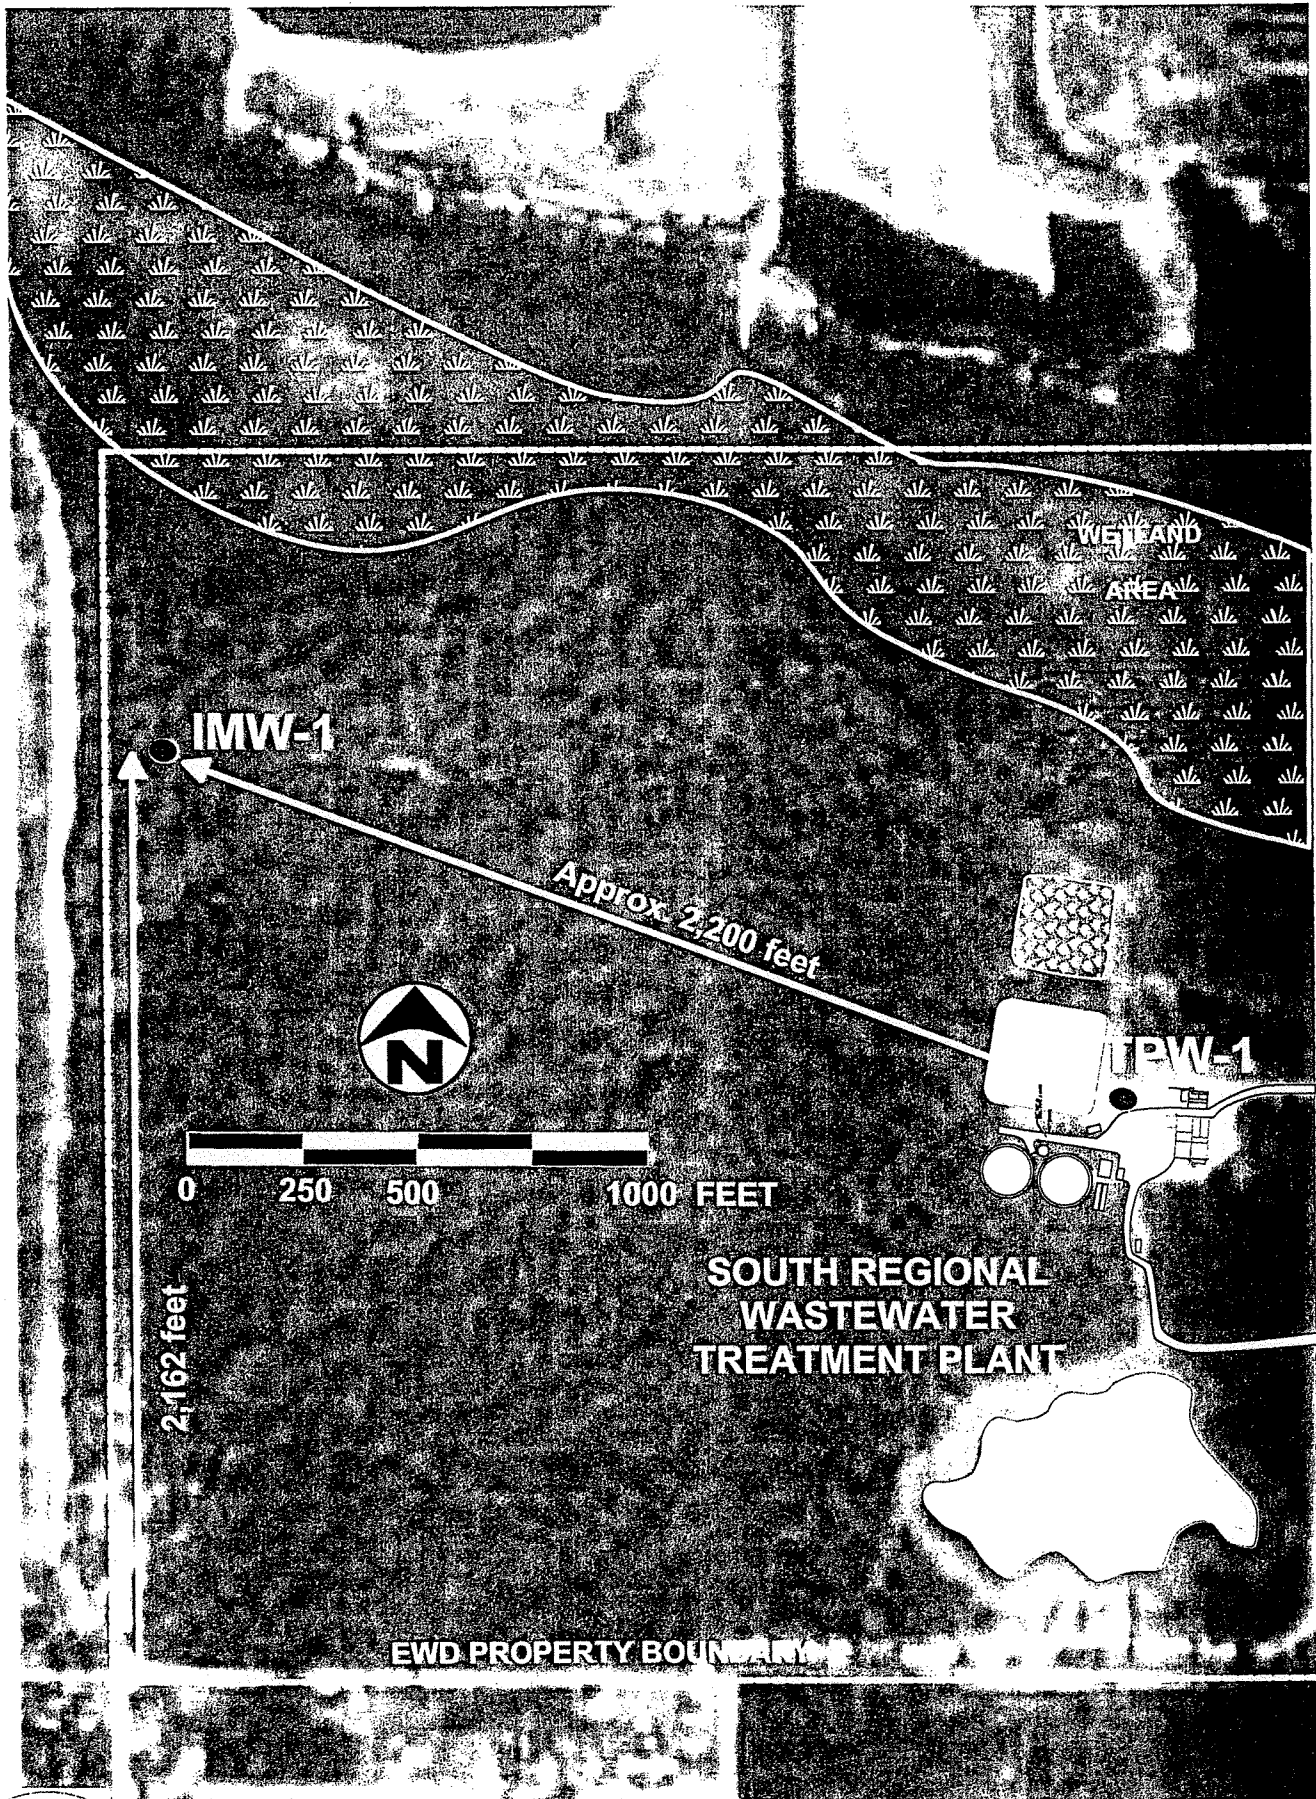 WETLAND
AREA
IMW-1
Approx. 2,200 feet
N
TPW-1
0 250 500 1000 FEET
SOUTH REGIONAL
WASTEWATER
TREATMENT PLANT
2,162 feet
EWD PROPERTY BOUNDARY